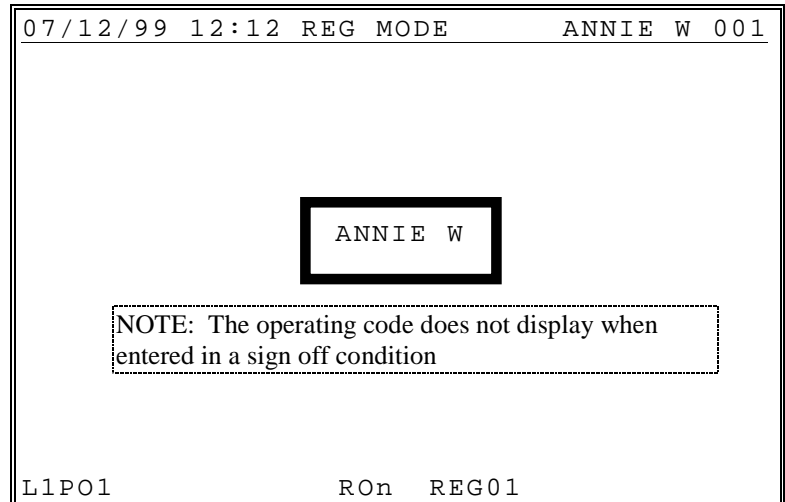 07/12/99 12:12 REG MODE ANNIE W 001
ANNIE W
NOTE: The operating code does not display when
entered in a sign off condition
L1PO1 ROn REG01